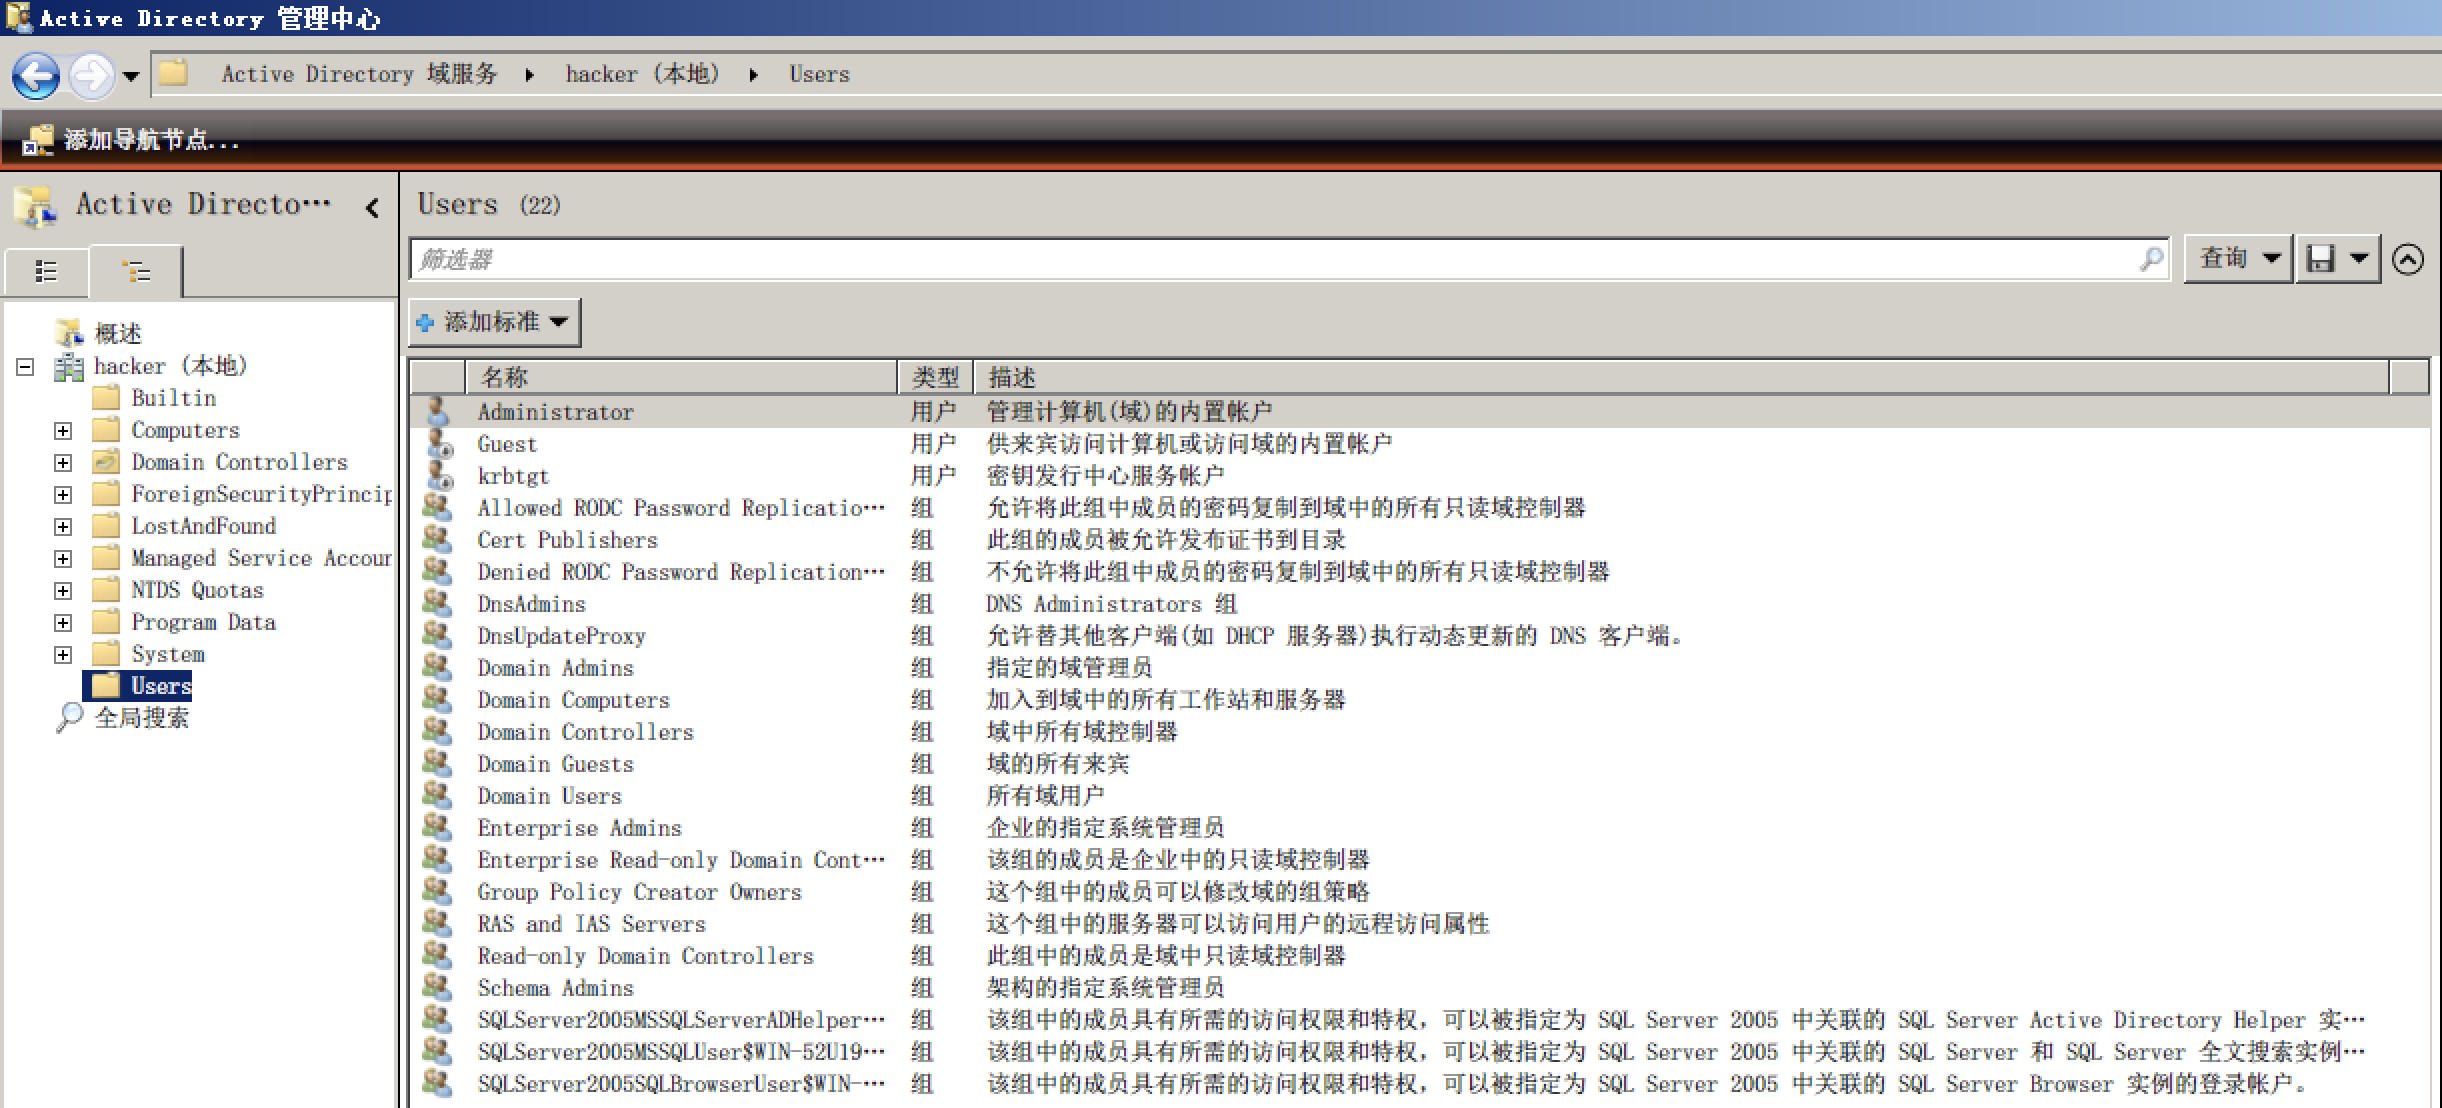 Active Directory 管理中心
Active Directory 域服务 hacker (本地) Users
添加导航节点...
Active Directo···
Users (22)
筛选器
查询
添加标准
概述
hacker (本地)
Builtin
Computers
Domain Controllers
ForeignSecurityPrincip
LostAndFound
Managed Service Accoun
NTDS Quotas
Program Data
System
Users
全局搜索
名称 类型 描述
Administrator 用户 管理计算机(域)的内置帐户
Guest 用户 供来宾访问计算机或访问域的内置帐户
krbtgt 用户 密钥发行中心服务帐户
Allowed RODC Password Replicatio··· 组 允许将此组中成员的密码复制到域中的所有只读域控制器
Cert Publishers 组 此组的成员被允许发布证书到目录
Denied RODC Password Replication··· 组 不允许将此组中成员的密码复制到域中的所有只读域控制器
DnsAdmins 组 DNS Administrators 组
DnsUpdateProxy 组 允许替其他客户端(如 DHCP 服务器)执行动态更新的 DNS 客户端。
Domain Admins 组 指定的域管理员
Domain Computers 组 加入到域中的所有工作站和服务器
Domain Controllers 组 域中所有域控制器
Domain Guests 组 域的所有来宾
Domain Users 组 所有域用户
Enterprise Admins 组 企业的指定系统管理员
Enterprise Read-only Domain Cont··· 组 该组的成员是企业中的只读域控制器
Group Policy Creator Owners 组 这个组中的成员可以修改域的组策略
RAS and IAS Servers 组 这个组中的服务器可以访问用户的远程访问属性
Read-only Domain Controllers 组 此组中的成员是域中只读域控制器
Schema Admins 组 架构的指定系统管理员
SQLServer2005MSSQLServerADHelper··· 组 该组中的成员具有所需的访问权限和特权，可以被指定为 SQL Server 2005 中关联的 SQL Server Active Directory Helper 实···
SQLServer2005MSSQLUser$WIN-52U19··· 组 该组中的成员具有所需的访问权限和特权，可以被指定为 SQL Server 2005 中关联的 SQL Server 和 SQL Server 全文搜索实例···
SQLServer2005SQLBrowserUser$WIN-··· 组 该组中的成员具有所需的访问权限和特权，可以被指定为 SQL Server 2005 中关联的 SQL Server Browser 实例的登录帐户。